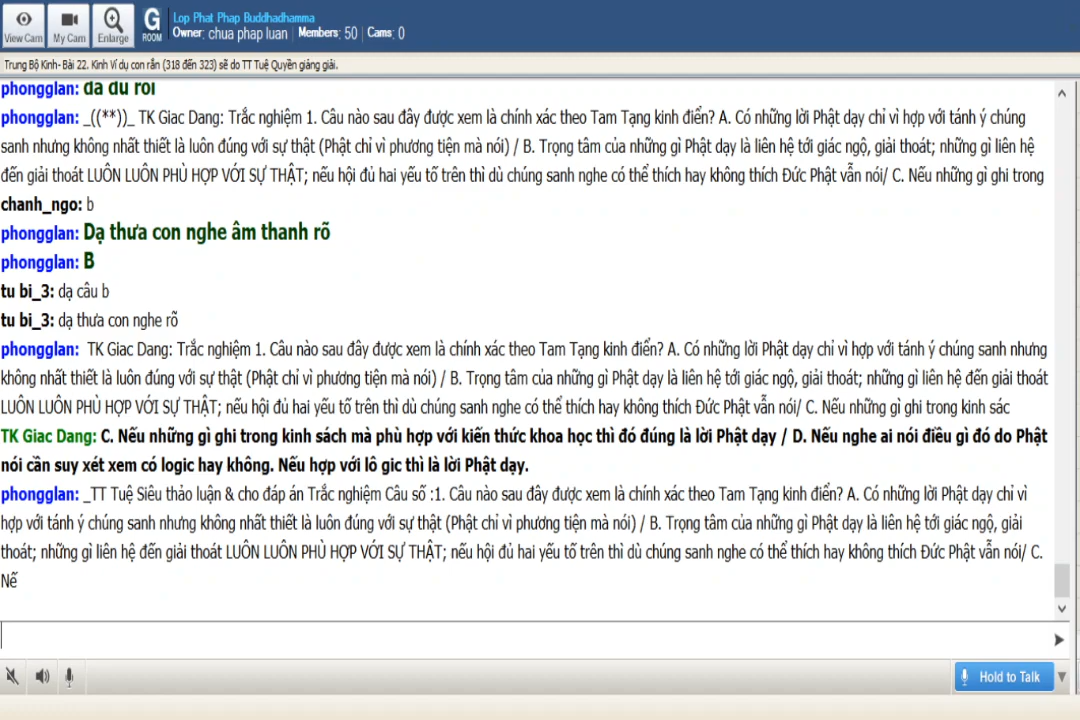 Lop Phat Phap Buddhadhamma
Owner: chua phap luan | Members: 50 | Cams: 0
View Cam
My Cam
Enlarge
G ROOM
Trung Bộ Kinh- Bài 22. Kinh Ví dụ con rắn (318 đến 323) sẽ do TT Tuệ Quyền giảng giải.
phongglan: da du roi
phongglan: _((**))_ TK Giac Dang: Trắc nghiệm 1. Câu nào sau đây được xem là chính xác theo Tam Tạng kinh điển? A. Có những lời Phật dạy chỉ vì hợp với tánh ý chúng
sanh nhưng không nhất thiết là luôn đúng với sự thật (Phật chỉ vì phương tiện mà nói) / B. Trọng tâm của những gì Phật dạy là liên hệ tới giác ngộ, giải thoát; những gì liên hệ
đến giải thoát LUÔN LUÔN PHÙ HỢP VỚI SỰ THẬT; nếu hội đủ hai yếu tố trên thì dù chúng sanh nghe có thể thích hay không thích Đức Phật vẫn nói/ C. Nếu những gì ghi trong
chanh_ngo: b
phongglan: Dạ thưa con nghe âm thanh rõ
phongglan: B
tu bi_3: dạ câu b
tu bi_3: dạ thưa con nghe rõ
phongglan: TK Giac Dang: Trắc nghiệm 1. Câu nào sau đây được xem là chính xác theo Tam Tạng kinh điển? A. Có những lời Phật dạy chỉ vì hợp với tánh ý chúng sanh nhưng
không nhất thiết là luôn đúng với sự thật (Phật chỉ vì phương tiện mà nói) / B. Trọng tâm của những gì Phật dạy là liên hệ tới giác ngộ, giải thoát; những gì liên hệ đến giải thoát
LUÔN LUÔN PHÙ HỢP VỚI SỰ THẬT; nếu hội đủ hai yếu tố trên thì dù chúng sanh nghe có thể thích hay không thích Đức Phật vẫn nói/ C. Nếu những gì ghi trong kinh sác
TK Giac Dang: C. Nếu những gì ghi trong kinh sách mà phù hợp với kiến thức khoa học thì đó đúng là lời Phật dạy / D. Nếu nghe ai nói điều gì đó do Phật
nói cần suy xét xem có logic hay không. Nếu hợp với lô gic thì là lời Phật dạy.
phongglan: _TT Tuệ Siêu thảo luận & cho đáp án Trắc nghiệm Câu số :1. Câu nào sau đây được xem là chính xác theo Tam Tạng kinh điển? A. Có những lời Phật dạy chỉ vì
hợp với tánh ý chúng sanh nhưng không nhất thiết là luôn đúng với sự thật (Phật chỉ vì phương tiện mà nói) / B. Trọng tâm của những gì Phật dạy là liên hệ tới giác ngộ, giải
thoát; những gì liên hệ đến giải thoát LUÔN LUÔN PHÙ HỢP VỚI SỰ THẬT; nếu hội đủ hai yếu tố trên thì dù chúng sanh nghe có thể thích hay không thích Đức Phật vẫn nói/ C.
Nế
Hold to Talk